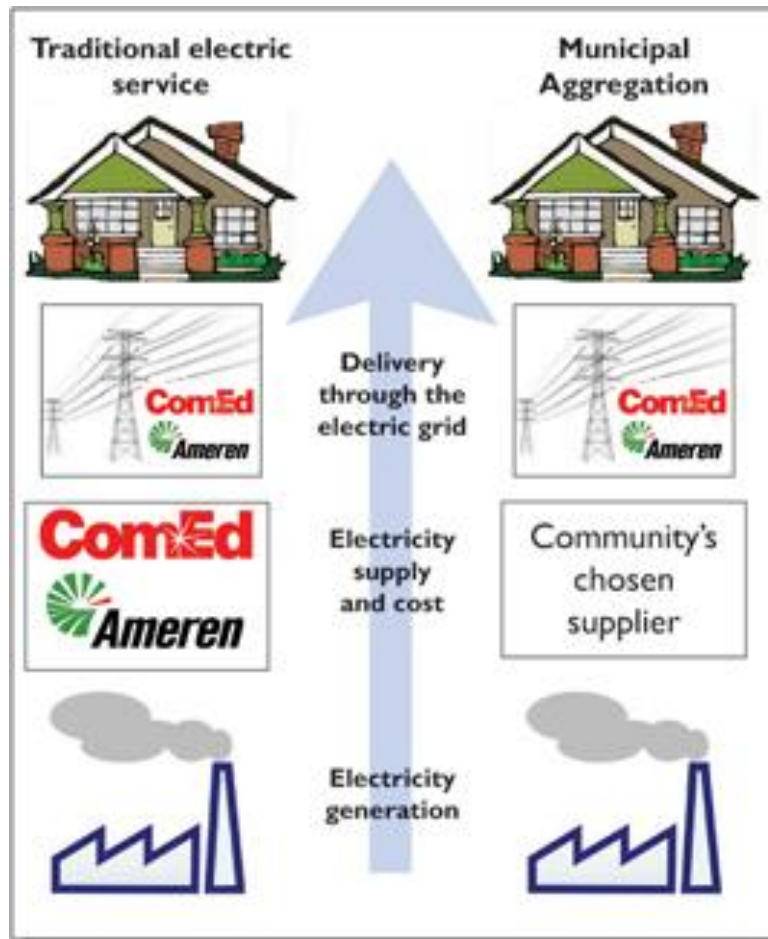 Traditional electric
service
Municipal
Aggregation
Delivery
through the
electric grid
ComEd
Ameren
ComEd
Ameren
ComEd
Ameren
Electricity
supply
and cost
Community's
chosen
supplier
Electricity
generation